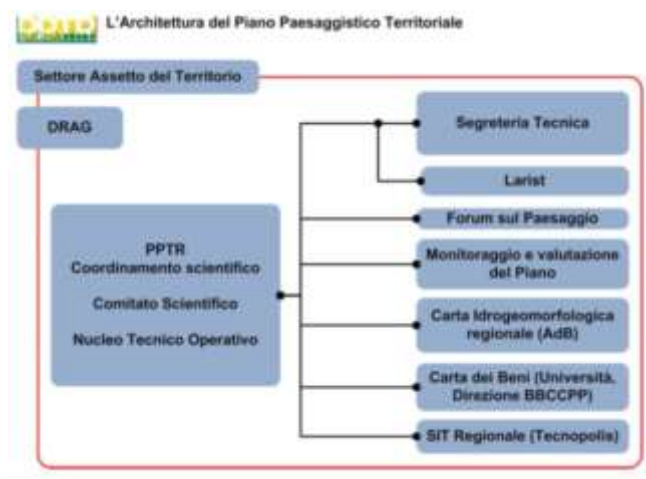 PPTR L'Architettura del Piano Paesaggistico Territoriale
Settore Assetto del Territorio
DRAG
PPTR
Coordinamento scientifico
Comitato Scientifico
Nucleo Tecnico Operativo
Segreteria Tecnica
Larist
Forum sul Paesaggio
Monitoraggio e valutazione
del Piano
Carta Idrogeomorfologica
regionale (AdB)
Carta dei Beni (Università,
Direzione BBCCPP)
SIT Regionale (Tecnopolis)